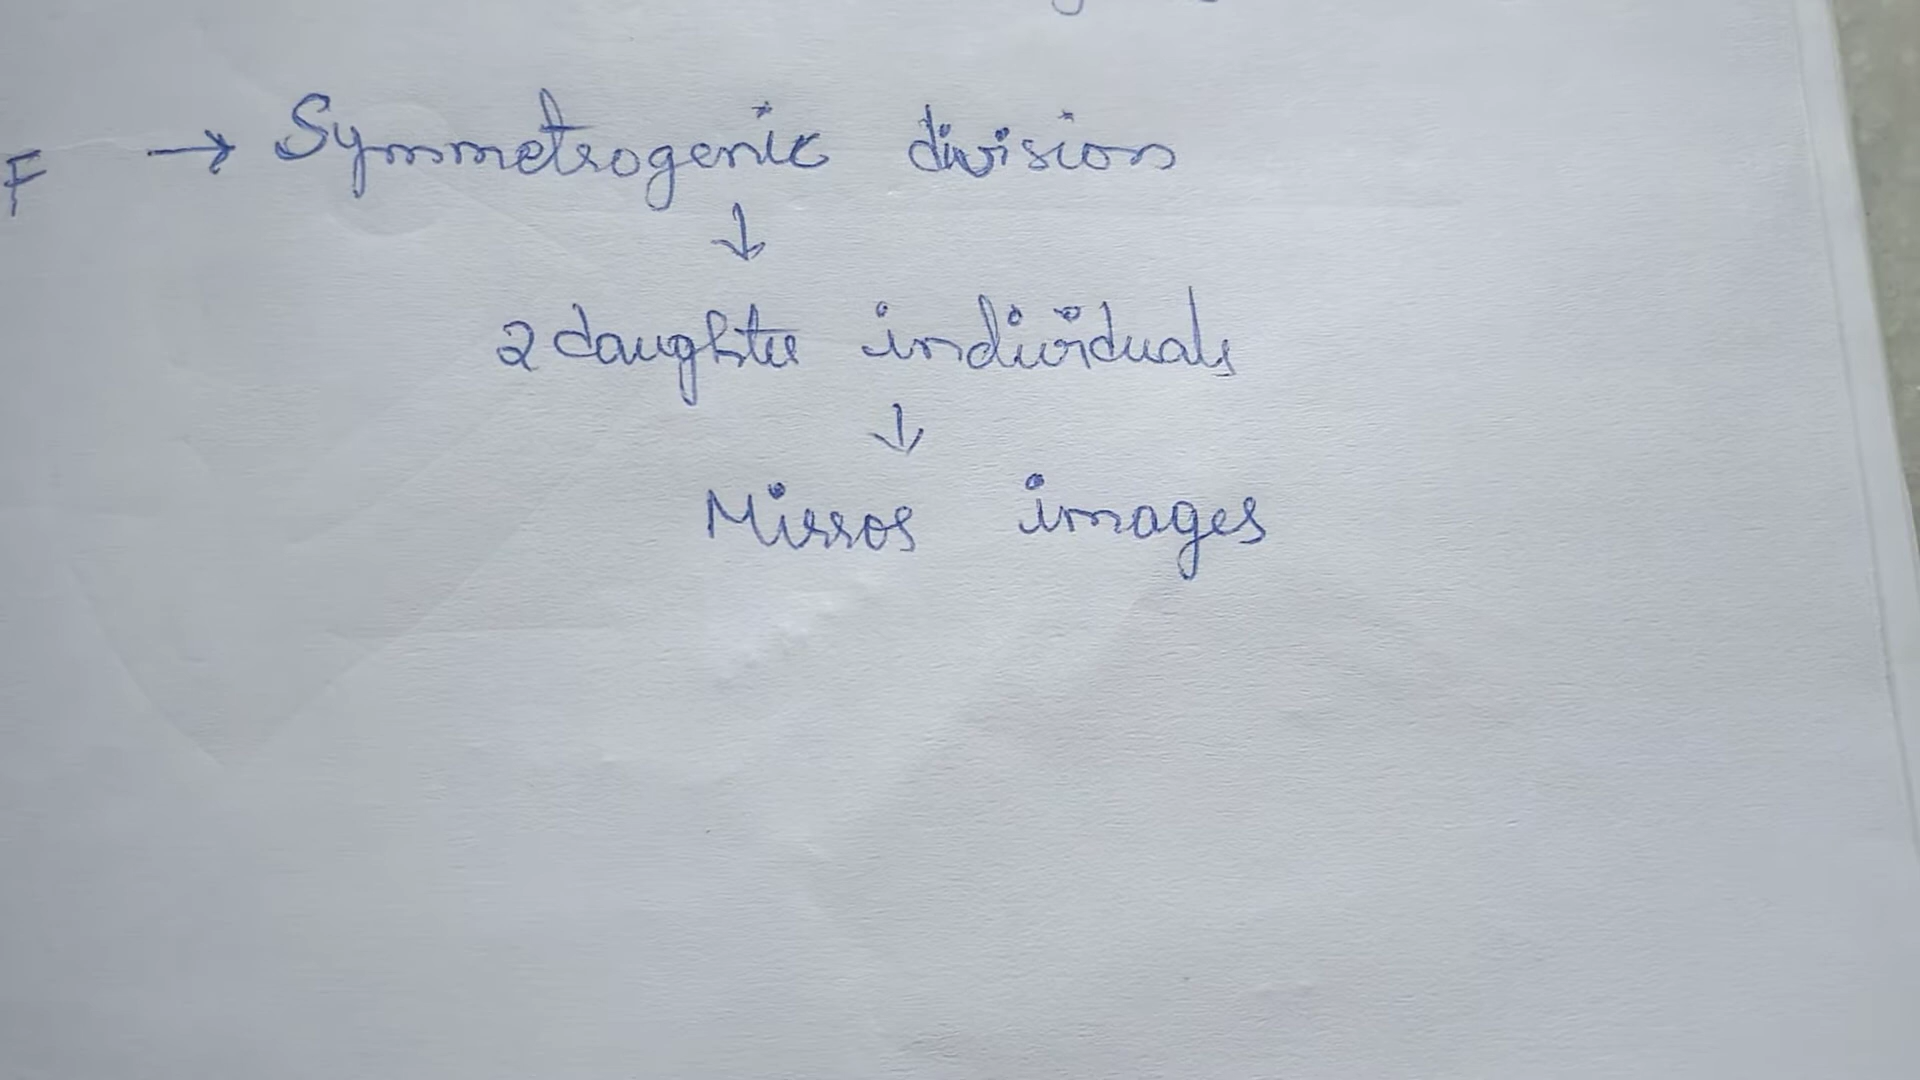 F → Symmetrogenic division
↓
2 daughter individuals
↓
Mirror images